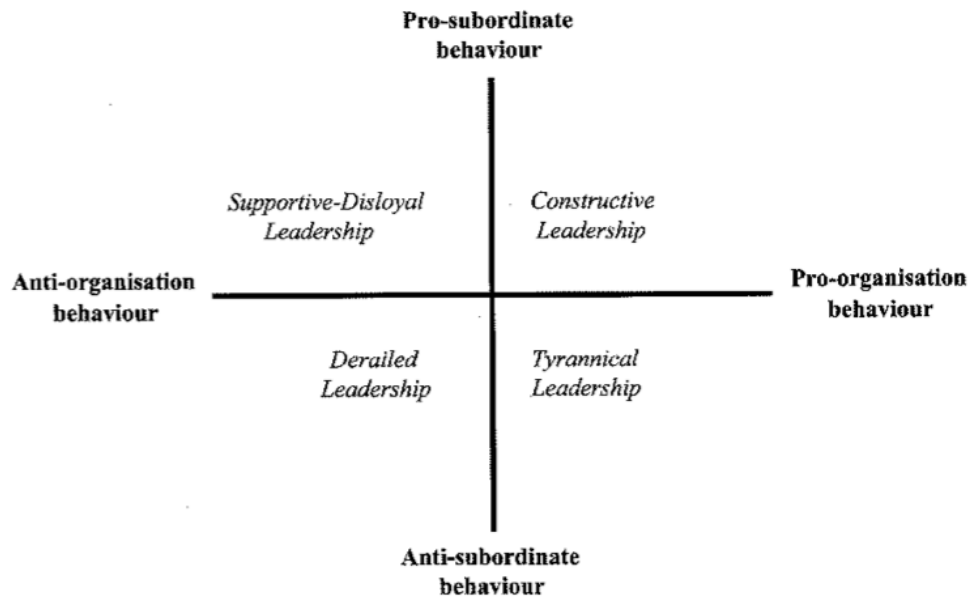 Pro-subordinate
behaviour
Supportive-Disloyal
Leadership
Constructive
Leadership
Anti-organisation
behaviour
Pro-organisation
behaviour
Derailed
Leadership
Tyrannical
Leadership
Anti-subordinate
behaviour